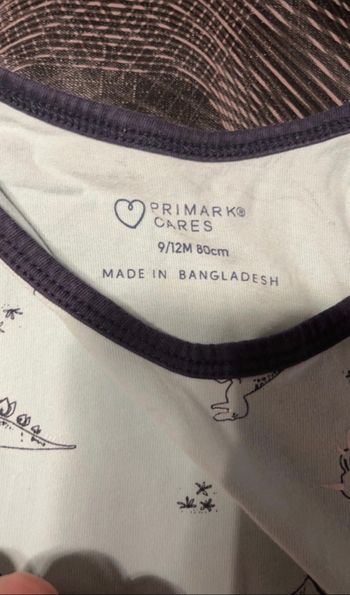 PRIMARK®
CARES
9/12M 80cm
MADE IN BANGLADESH